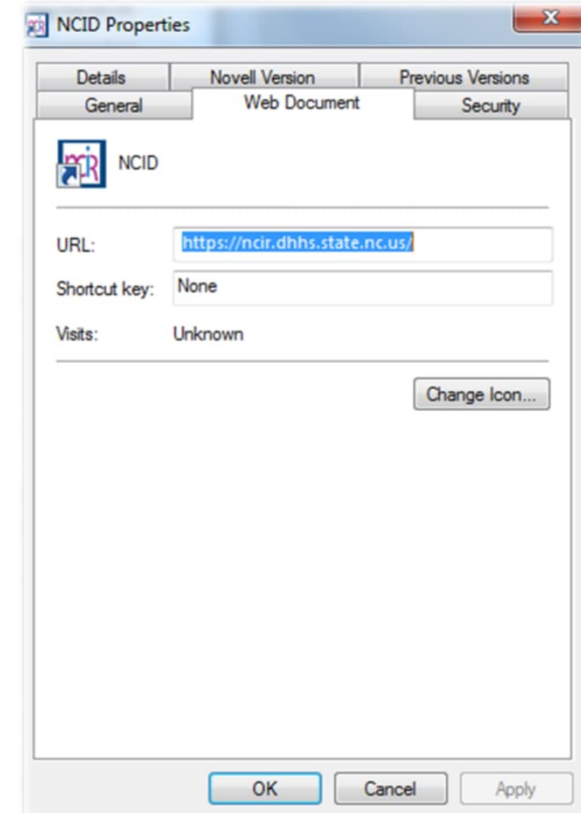 NCID Properties
Details Novell Version Previous Versions
General Web Document Security
NCID
URL: https://ncir.dhhs.state.nc.us/
Shortcut key: None
Visits: Unknown
Change Icon...
OK Cancel Apply